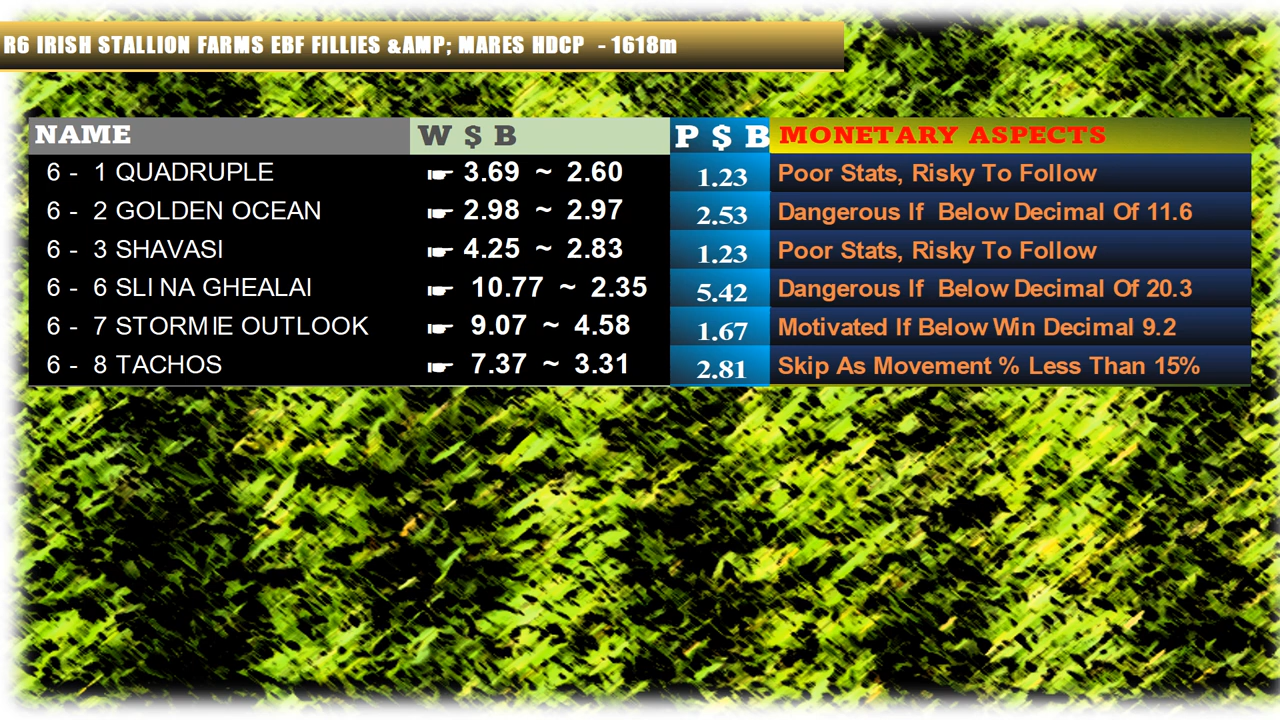 R6 IRISH STALLION FARMS EBF FILLIES &AMP; MARES HDCP - 1618m
NAME W $ B P $ B MONETARY ASPECTS
6 - 1 QUADRUPLE ☛ 3.69 ~ 2.60 1.23 Poor Stats, Risky To Follow
6 - 2 GOLDEN OCEAN ☛ 2.98 ~ 2.97 2.53 Dangerous If Below Decimal Of 11.6
6 - 3 SHAVASI ☛ 4.25 ~ 2.83 1.23 Poor Stats, Risky To Follow
6 - 6 SLI NA GHEALAI ☛ 10.77 ~ 2.35 5.42 Dangerous If Below Decimal Of 20.3
6 - 7 STORMIE OUTLOOK ☛ 9.07 ~ 4.58 1.67 Motivated If Below Win Decimal 9.2
6 - 8 TACHOS ☛ 7.37 ~ 3.31 2.81 Skip As Movement % Less Than 15%